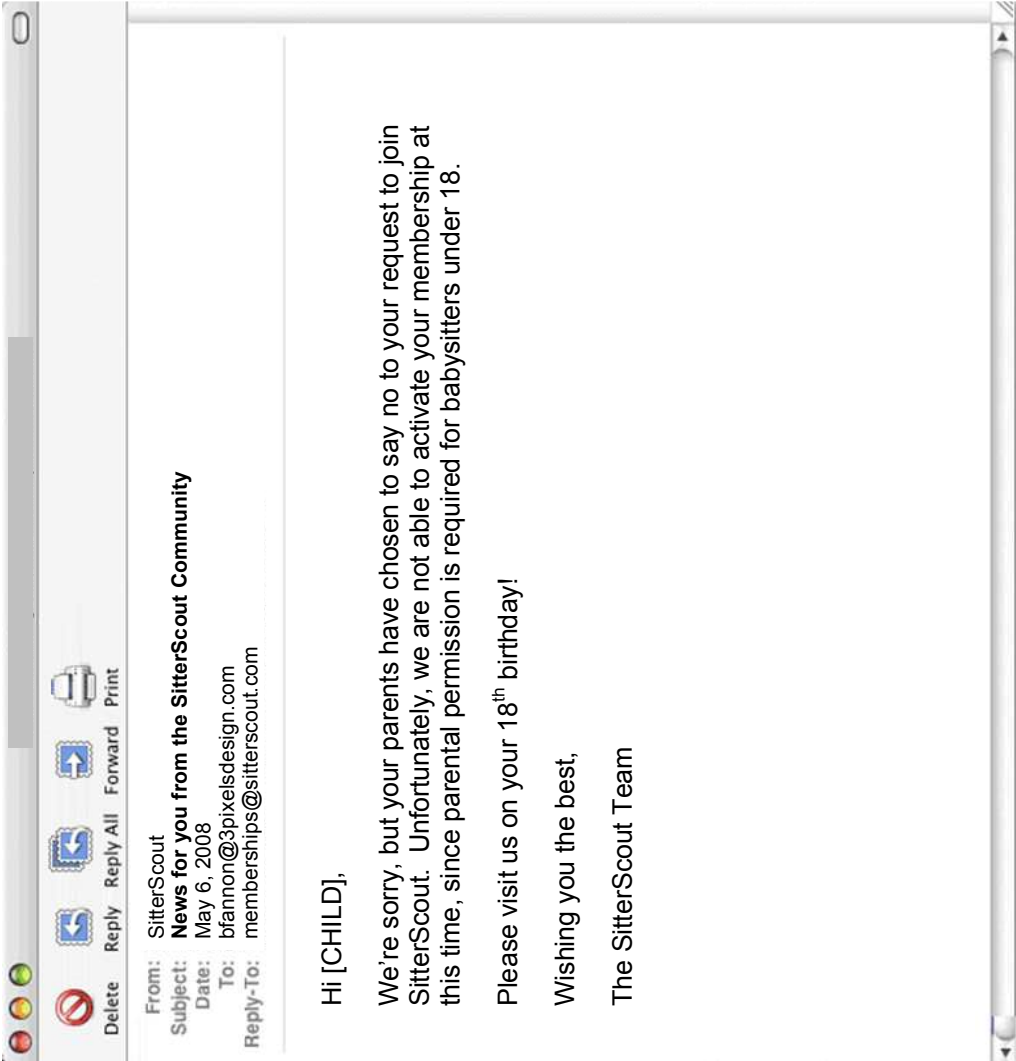 Delete Reply Reply All Forward Print
From: SitterScout
Subject: News for you from the SitterScout Community
Date: May 6, 2008
To: bfannon@3pixelsdesign.com
Reply-To: memberships@sitterscout.com
Hi [CHILD],
We're sorry, but your parents have chosen to say no to your request to join
SitterScout.  Unfortunately, we are not able to activate your membership at
this time, since parental permission is required for babysitters under 18.
Please visit us on your 18th birthday!
Wishing you the best,
The SitterScout Team